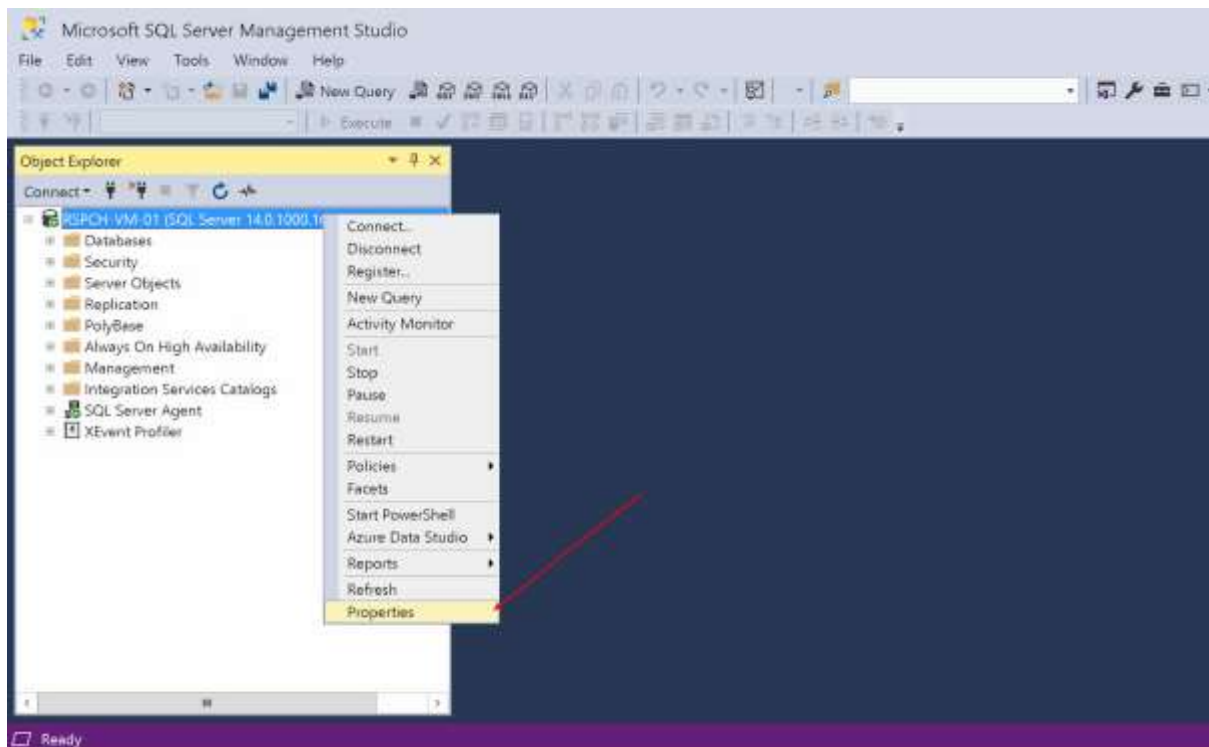 Microsoft SQL Server Management Studio
File Edit View Tools Window Help
New Query
Execute
Object Explorer
Connect
RSPCH-VM-01 (SQL Server 14.0.1000.16
Databases
Security
Server Objects
Replication
PolyBase
Always On High Availability
Management
Integration Services Catalogs
SQL Server Agent
XEvent Profiler
Connect...
Disconnect
Register...
New Query
Activity Monitor
Start
Stop
Pause
Resume
Restart
Policies
Facets
Start PowerShell
Azure Data Studio
Reports
Refresh
Properties
Ready